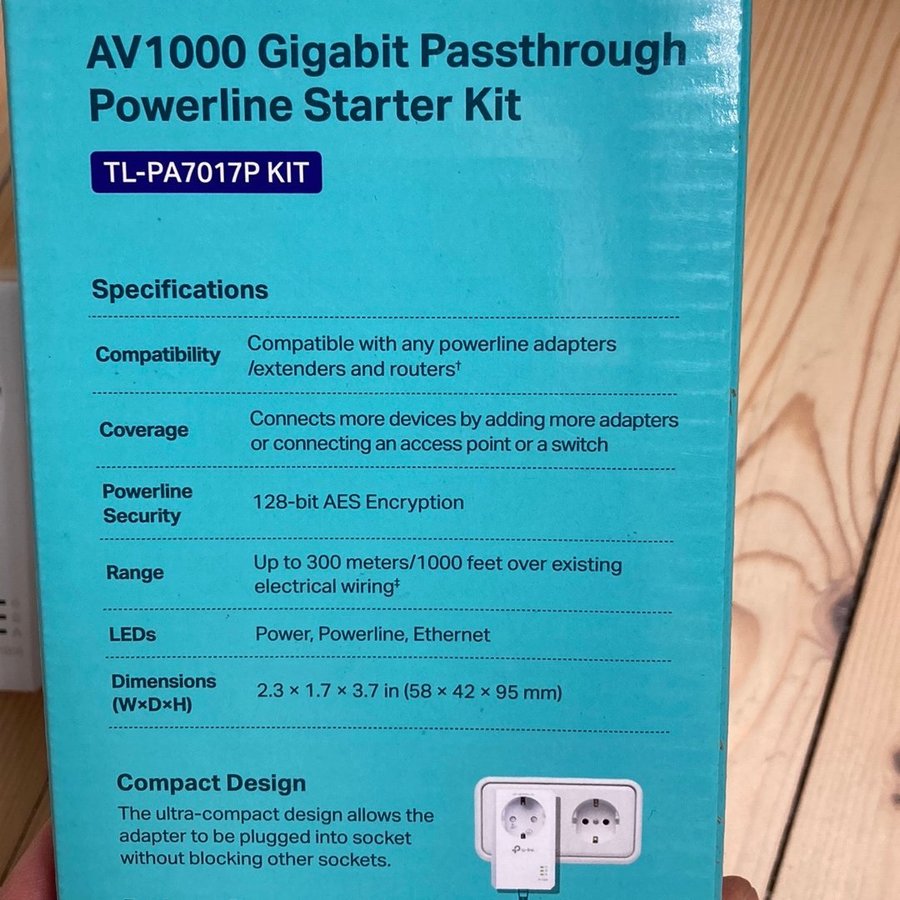 AV1000 Gigabit Passthrough
Powerline Starter Kit
TL-PA7017P KIT
Specifications
Compatibility
Compatible with any powerline adapters
/extenders and routers†
Coverage
Connects more devices by adding more adapters
or connecting an access point or a switch
Powerline
Security
128-bit AES Encryption
Range
Up to 300 meters/1000 feet over existing
electrical wiring‡
LEDs
Power, Powerline, Ethernet
Dimensions
(W×D×H)
2.3 × 1.7 × 3.7 in (58 × 42 × 95 mm)
Compact Design
The ultra-compact design allows the
adapter to be plugged into socket
without blocking other sockets.
tp-link